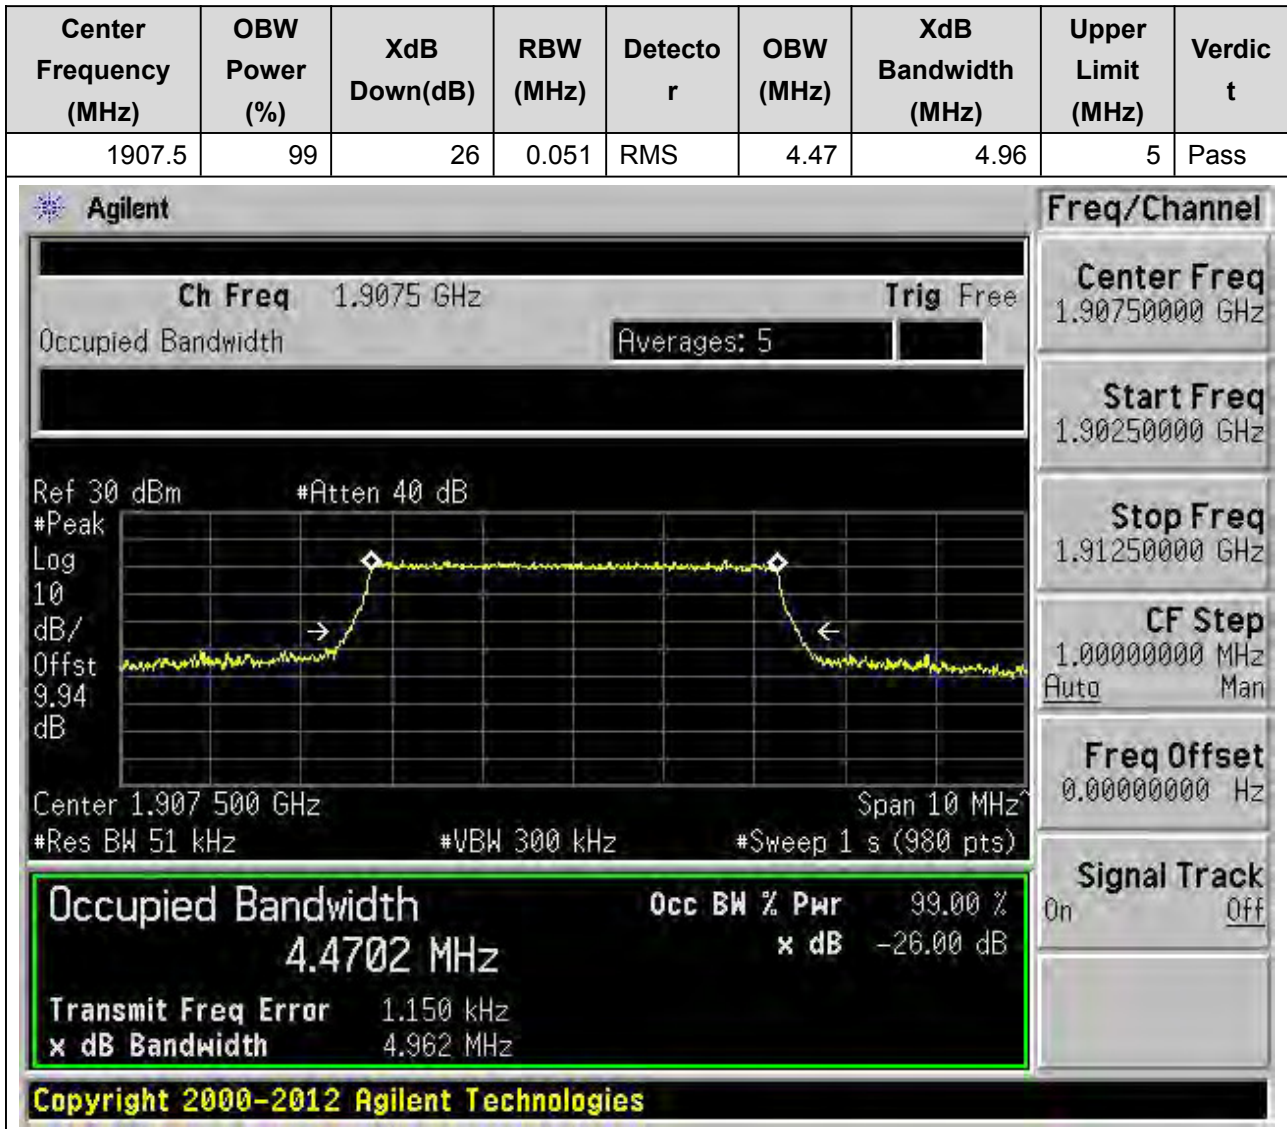 Center Frequency (MHz) OBW Power (%) XdB Down(dB) RBW (MHz) Detecto r OBW (MHz) XdB Bandwidth (MHz) Upper Limit (MHz) Verdic t
1907.5 99 26 0.051 RMS 4.47 4.96 5 Pass
Agilent
Freq/Channel
Ch Freq 1.9075 GHz Trig Free
Occupied Bandwidth Averages: 5
Center Freq
1.90750000 GHz
Start Freq
1.90250000 GHz
Stop Freq
1.91250000 GHz
CF Step
1.00000000 MHz
Auto Man
Freq Offset
0.00000000 Hz
Signal Track
On Off
Ref 30 dBm #Atten 40 dB
#Peak
Log
10
dB/
Offst
9.94
dB
Center 1.907 500 GHz Span 10 MHz^
#Res BW 51 kHz #VBW 300 kHz #Sweep 1 s (980 pts)
Occupied Bandwidth Occ BW % Pwr 99.00 %
4.4702 MHz x dB -26.00 dB
Transmit Freq Error 1.150 kHz
x dB Bandwidth 4.962 MHz
Copyright 2000-2012 Agilent Technologies